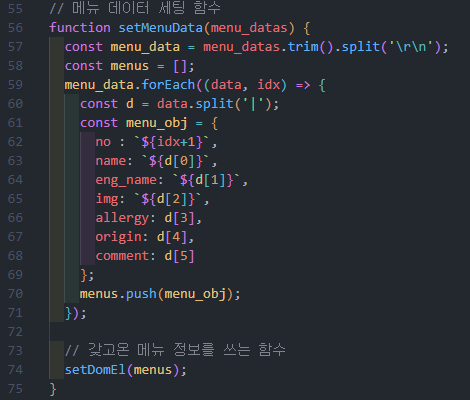 55 // 메뉴 데이터 세팅 함수
56 function setMenuData(menu_datas) {
57 const menu_data = menu_datas.trim().split('\r\n');
58 const menus = [];
59 menu_data.forEach((data, idx) => {
60 const d = data.split('|');
61 const menu_obj = {
62 no : `${idx+1}`,
63 name: `${d[0]}`,
64 eng_name: `${d[1]}`,
65 img: `${d[2]}`,
66 allergy: d[3],
67 origin: d[4],
68 comment: d[5]
69 };
70 menus.push(menu_obj);
71 });
72
73 // 갖고온 메뉴 정보를 쓰는 함수
74 setDomEl(menus);
75 }